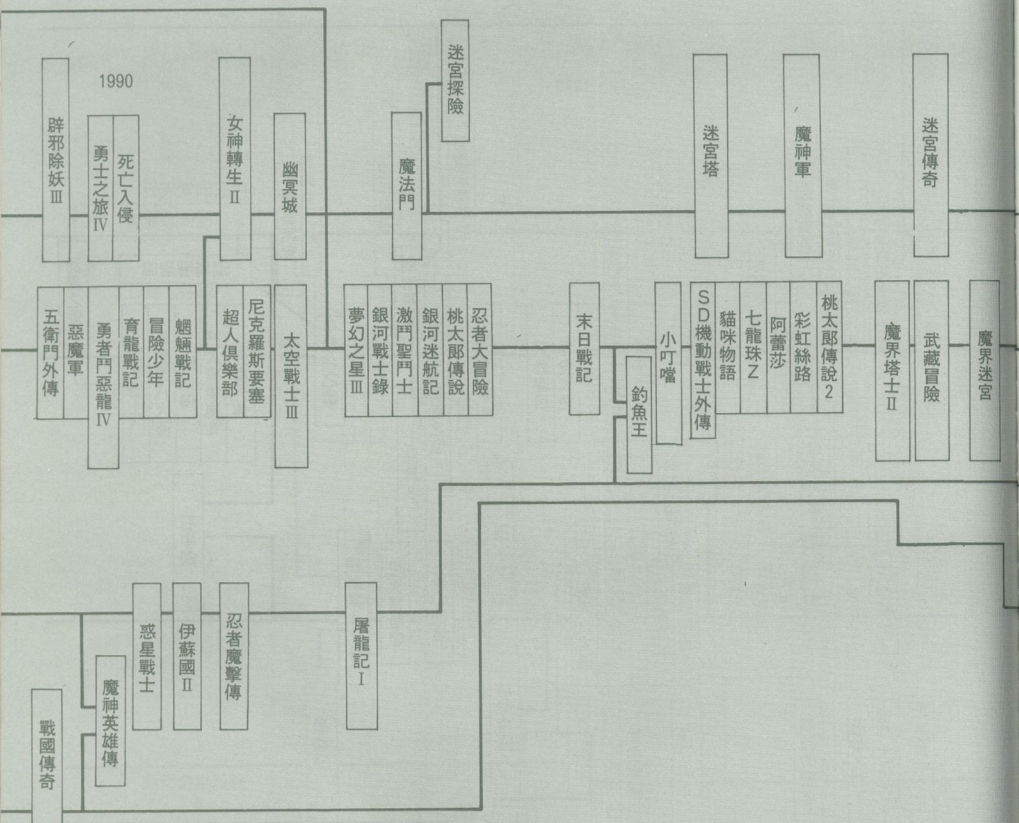 1990
辟邪除妖Ⅲ
勇士之旅Ⅳ
死亡入侵
女神轉生Ⅱ
幽冥城
魔法門
迷宮探險
迷宮塔
魔神軍
迷宮傳奇
五衛門外傳
惡魔軍
勇者鬥惡龍Ⅳ
育龍戰記
冒險少年
魍魎戰記
超人俱樂部
尼克羅斯要塞
太空戰士Ⅲ
夢幻之星Ⅲ
銀河戰士錄
激鬥聖鬥士
銀河迷航記
桃太郎傳說
忍者大冒險
末日戰記
釣魚王
小叮噹
SD機動戰士外傳
貓咪物語
七龍珠Z
阿蕾莎
彩虹絲路
桃太郎傳說2
魔界塔士Ⅱ
武藏冒險
魔界迷宮
惑星戰士
伊蘇國Ⅱ
忍者魔擊傳
屠龍記Ⅰ
魔神英雄傳
戰國傳奇